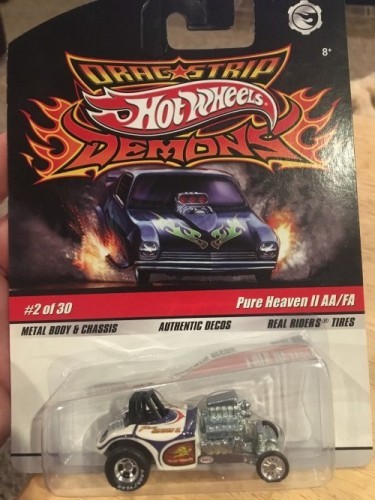 8+
DRAG STRIP
Hot Wheels
DEMONS
#2 of 30
Pure Heaven II AA/FA
METAL BODY & CHASSIS
AUTHENTIC DECOS
REAL RIDERS® TIRES